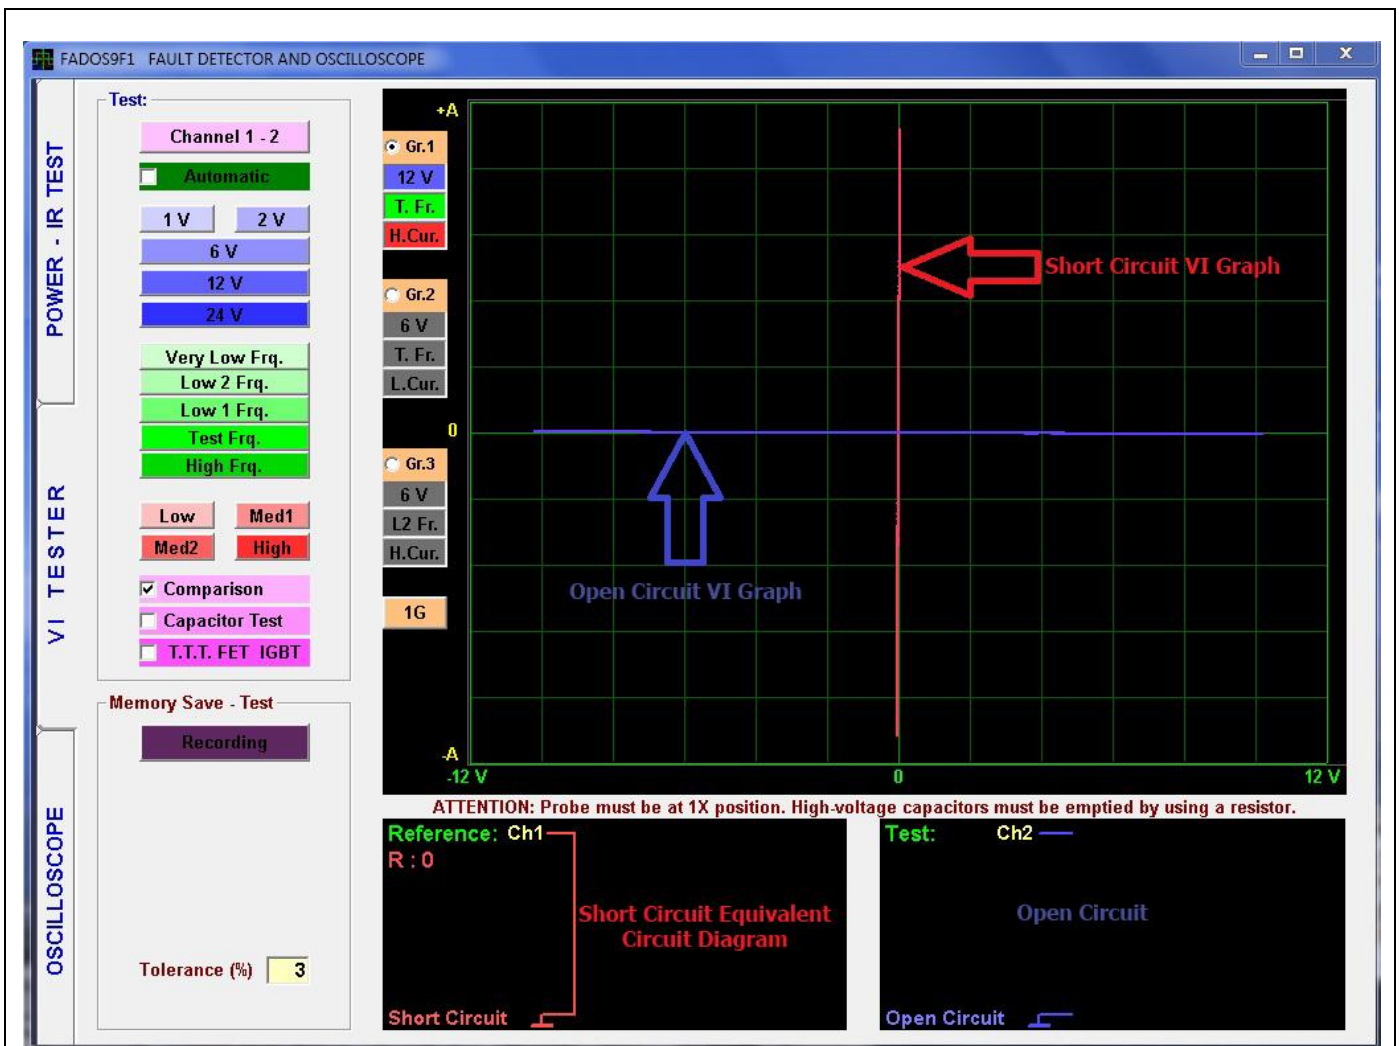 FADOS9F1 FAULT DETECTOR AND OSCILLOSCOPE
POWER - IR TEST
VI TESTER
OSCILLOSCOPE
Test:
Channel 1 - 2
Automatic
1 V 2 V
6 V
12 V
24 V
Very Low Frq.
Low 2 Frq.
Low 1 Frq.
Test Frq.
High Frq.
Low Med1
Med2 High
Comparison
Capacitor Test
T.T.T. FET IGBT
Memory Save - Test
Recording
Tolerance (%) 3
+A
Gr.1
12 V
T. Fr.
H.Cur.
Gr.2
6 V
T. Fr.
L.Cur.
0
Gr.3
6 V
L2 Fr.
H.Cur.
1G
-A
Short Circuit VI Graph
Open Circuit VI Graph
-12 V 0 12 V
ATTENTION: Probe must be at 1X position. High-voltage capacitors must be emptied by using a resistor.
Reference: Ch1
R : 0
Short Circuit Equivalent
Circuit Diagram
Short Circuit
Test: Ch2
Open Circuit
Open Circuit